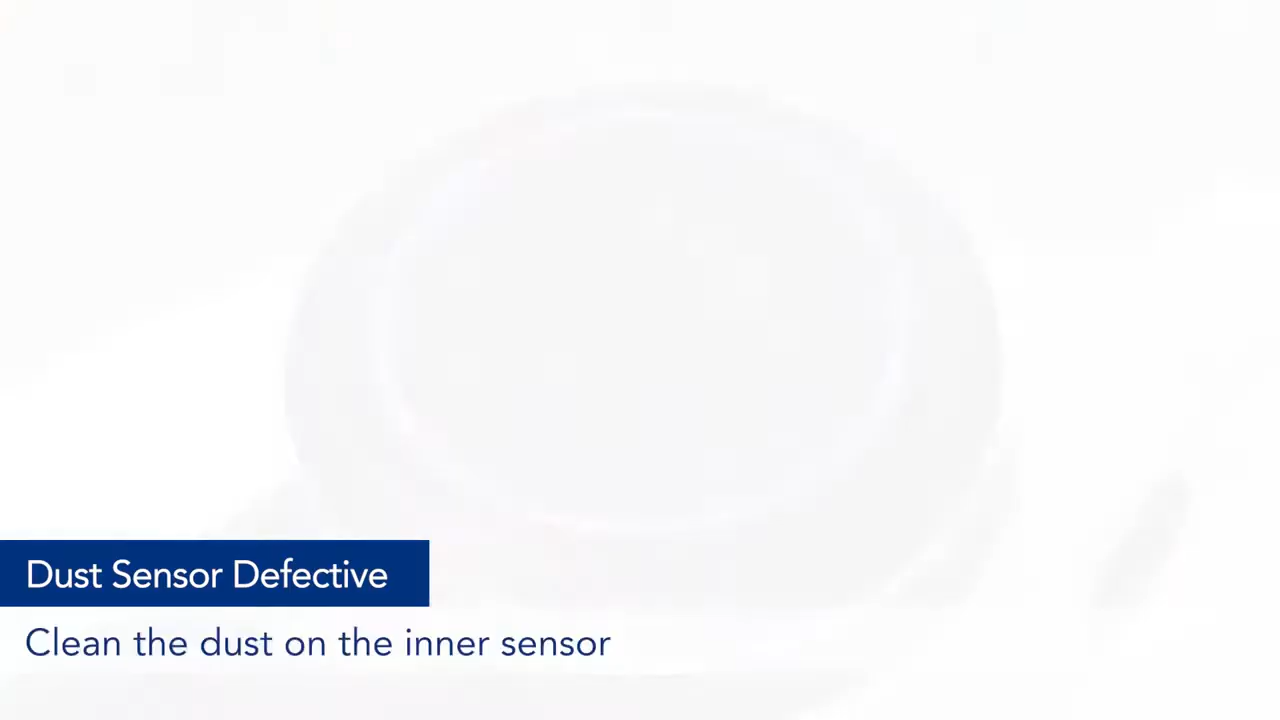 Dust Sensor Defective
Clean the dust on the inner sensor